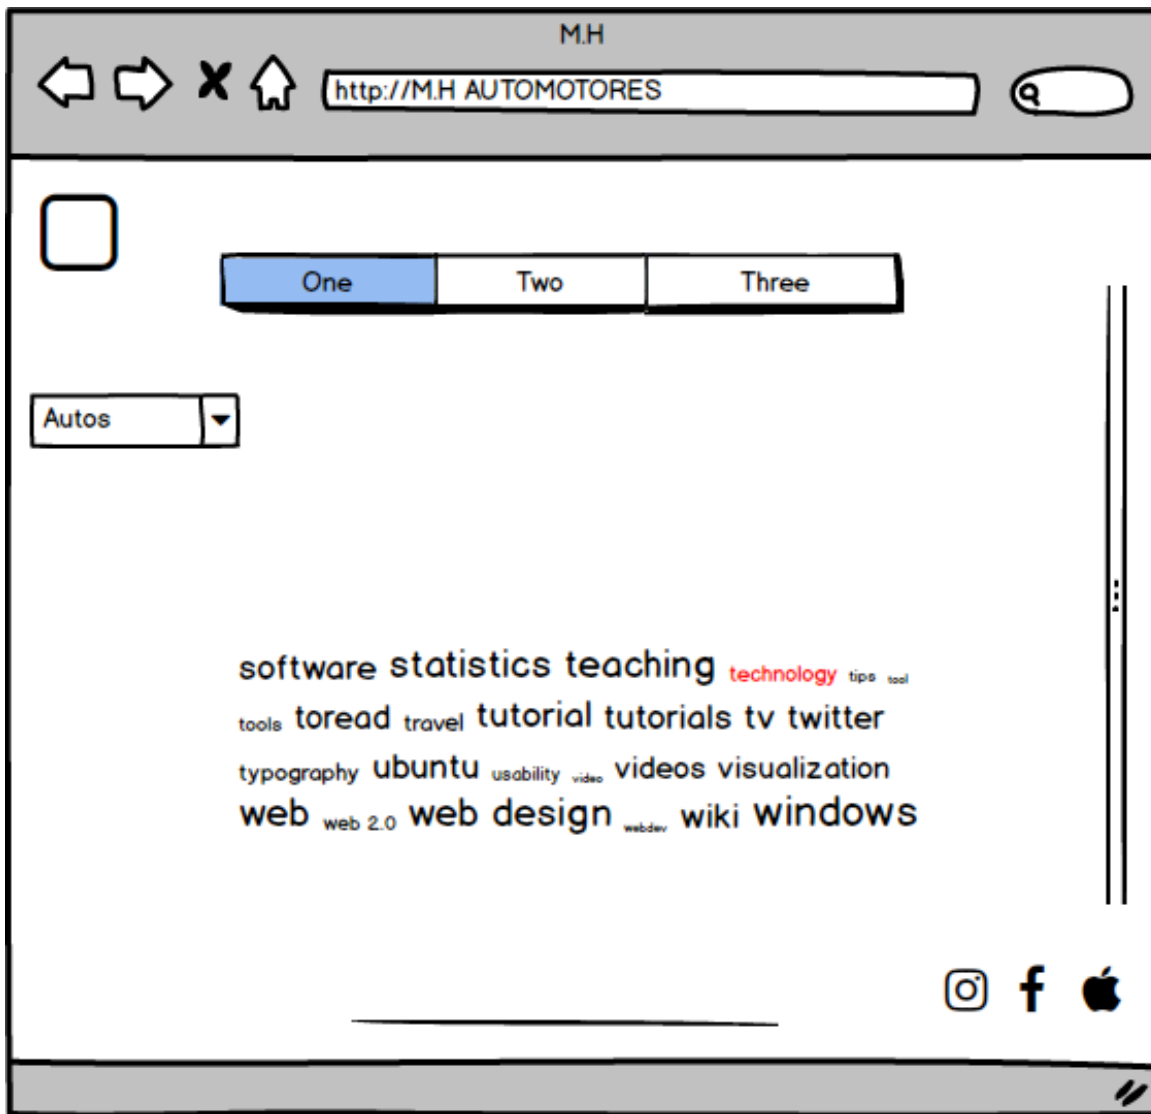 M.H
http://M.H AUTOMOTORES
One Two Three
Autos
software statistics teaching technology tips tool
tools toread travel tutorial tutorials tv twitter
typography ubuntu usability video videos visualization
web web 2.0 web design webdev wiki windows